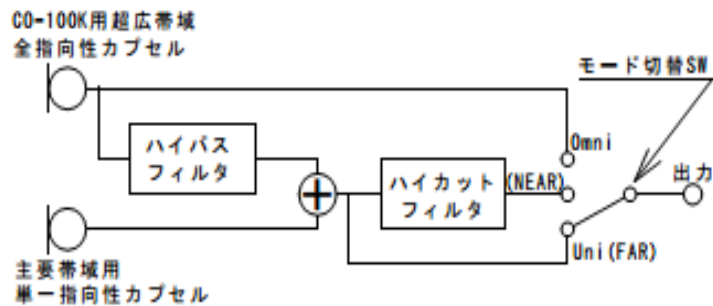 CO-100K用超広帯域
全指向性カプセル
モード切替SW
ハイパス
フィルタ
Omni
出力
ハイカット
フィルタ
(NEAR)
Uni(FAR)
主要帯域用
単一指向性カプセル